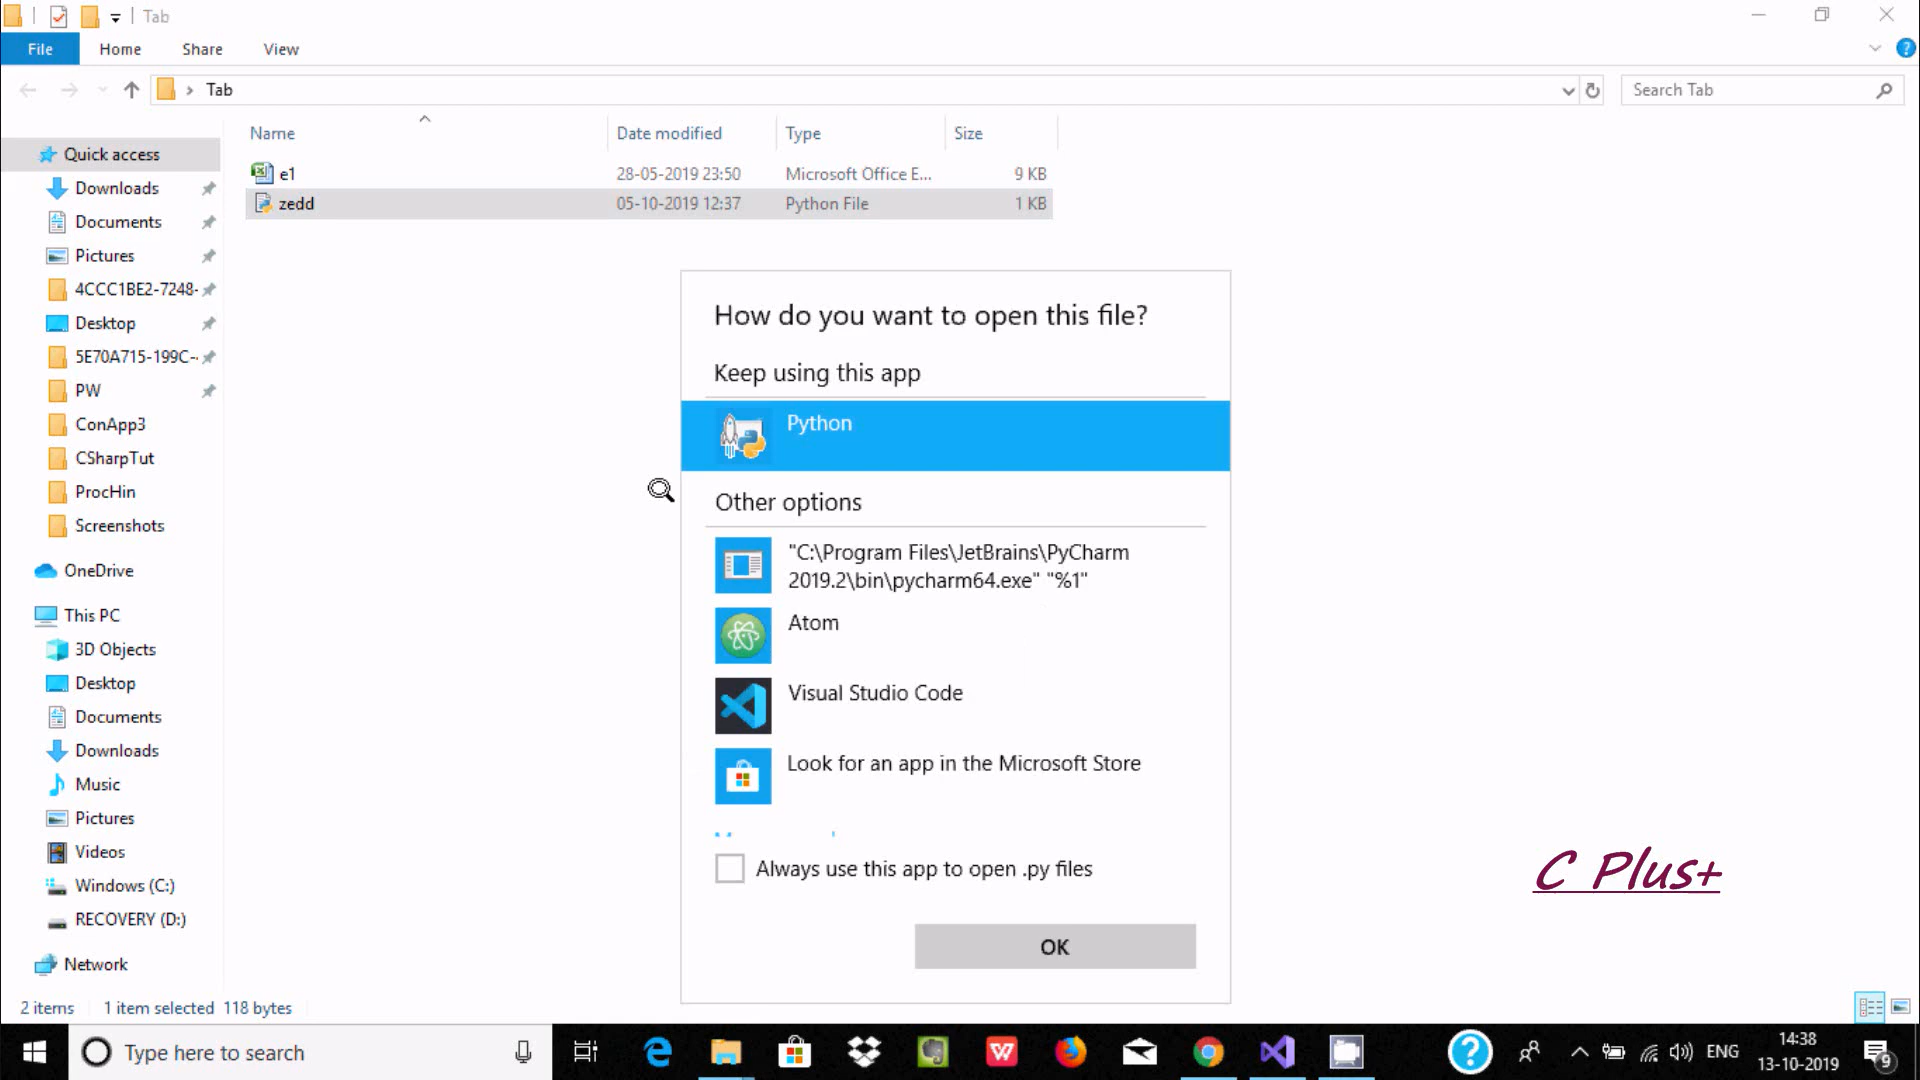 Tab
File Home Share View
Tab
Search Tab
Name Date modified Type Size
e1 28-05-2019 23:50 Microsoft Office E... 9 KB
zedd 05-10-2019 12:37 Python File 1 KB
Quick access
Downloads
Documents
Pictures
4CCC1BE2-7248-
Desktop
5E70A715-199C-
PW
ConApp3
CSharpTut
ProcHin
Screenshots
OneDrive
This PC
3D Objects
Desktop
Documents
Downloads
Music
Pictures
Videos
Windows (C:)
RECOVERY (D:)
Network
How do you want to open this file?
Keep using this app
Python
Other options
"C:\Program Files\JetBrains\PyCharm
2019.2\bin\pycharm64.exe" "%1"
Atom
Visual Studio Code
Look for an app in the Microsoft Store
Always use this app to open .py files
OK
C Plus+
2 items 1 item selected 118 bytes
Type here to search
ENG
14:38
13-10-2019
9